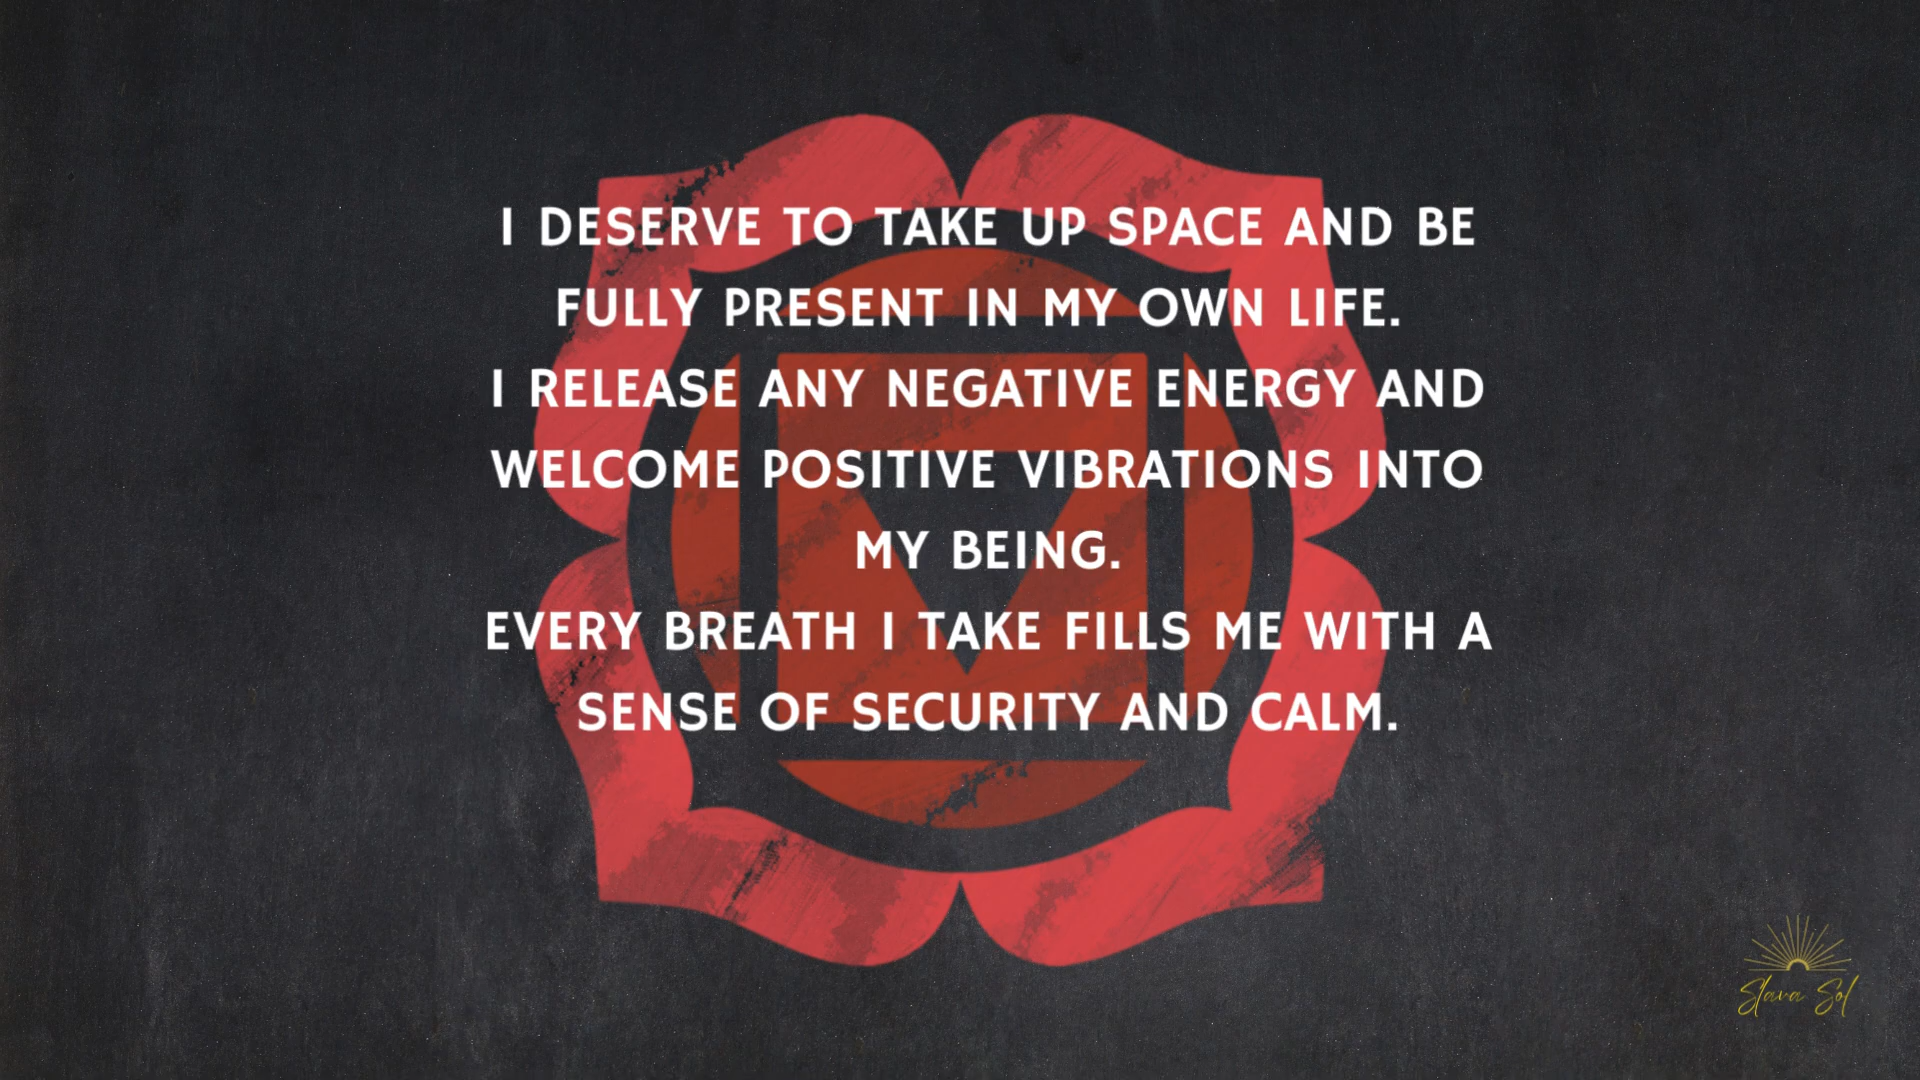 I DESERVE TO TAKE UP SPACE AND BE
FULLY PRESENT IN MY OWN LIFE.
I RELEASE ANY NEGATIVE ENERGY AND
WELCOME POSITIVE VIBRATIONS INTO
MY BEING.
EVERY BREATH I TAKE FILLS ME WITH A
SENSE OF SECURITY AND CALM.
Slava Sol